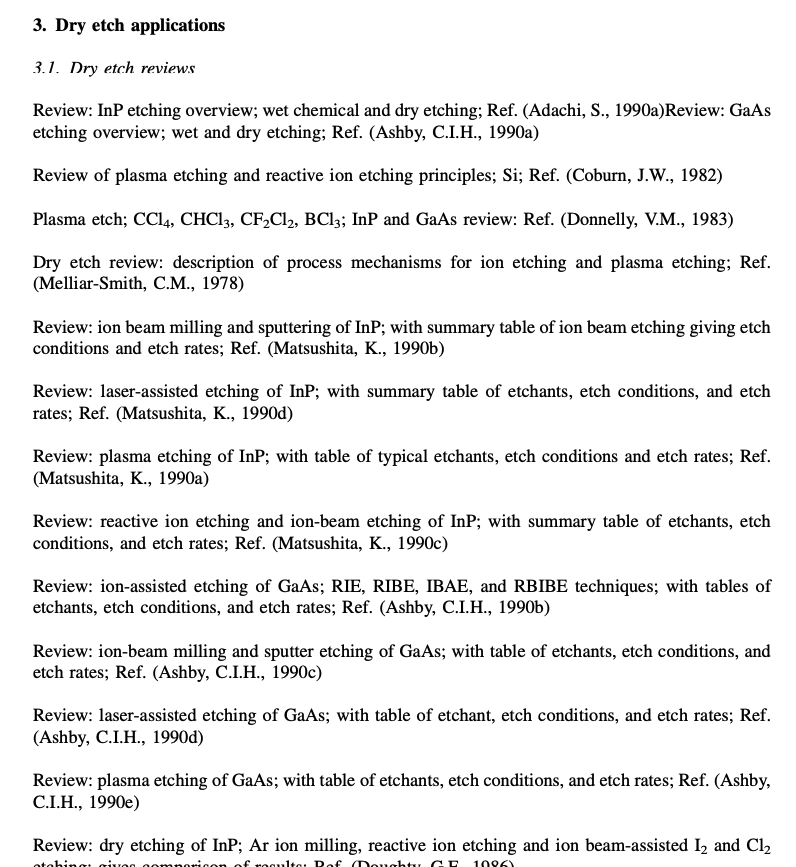 3. Dry etch applications
3.1. Dry etch reviews
Review: InP etching overview; wet chemical and dry etching; Ref. (Adachi, S., 1990a)Review: GaAs
etching overview; wet and dry etching; Ref. (Ashby, C.I.H., 1990a)
Review of plasma etching and reactive ion etching principles; Si; Ref. (Coburn, J.W., 1982)
Plasma etch; CCl₄, CHCl₃, CF₂Cl₂, BCl₃; InP and GaAs review: Ref. (Donnelly, V.M., 1983)
Dry etch review: description of process mechanisms for ion etching and plasma etching; Ref.
(Melliar-Smith, C.M., 1978)
Review: ion beam milling and sputtering of InP; with summary table of ion beam etching giving etch
conditions and etch rates; Ref. (Matsushita, K., 1990b)
Review: laser-assisted etching of InP; with summary table of etchants, etch conditions, and etch
rates; Ref. (Matsushita, K., 1990d)
Review: plasma etching of InP; with table of typical etchants, etch conditions and etch rates; Ref.
(Matsushita, K., 1990a)
Review: reactive ion etching and ion-beam etching of InP; with summary table of etchants, etch
conditions, and etch rates; Ref. (Matsushita, K., 1990c)
Review: ion-assisted etching of GaAs; RIE, RIBE, IBAE, and RBIBE techniques; with tables of
etchants, etch conditions, and etch rates; Ref. (Ashby, C.I.H., 1990b)
Review: ion-beam milling and sputter etching of GaAs; with table of etchants, etch conditions, and
etch rates; Ref. (Ashby, C.I.H., 1990c)
Review: laser-assisted etching of GaAs; with table of etchant, etch conditions, and etch rates; Ref.
(Ashby, C.I.H., 1990d)
Review: plasma etching of GaAs; with table of etchants, etch conditions, and etch rates; Ref. (Ashby,
C.I.H., 1990e)
Review: dry etching of InP; Ar ion milling, reactive ion etching and ion beam-assisted I₂ and Cl₂
etching; gives comparison of results; Ref. (Doughty, G.F., 1986)